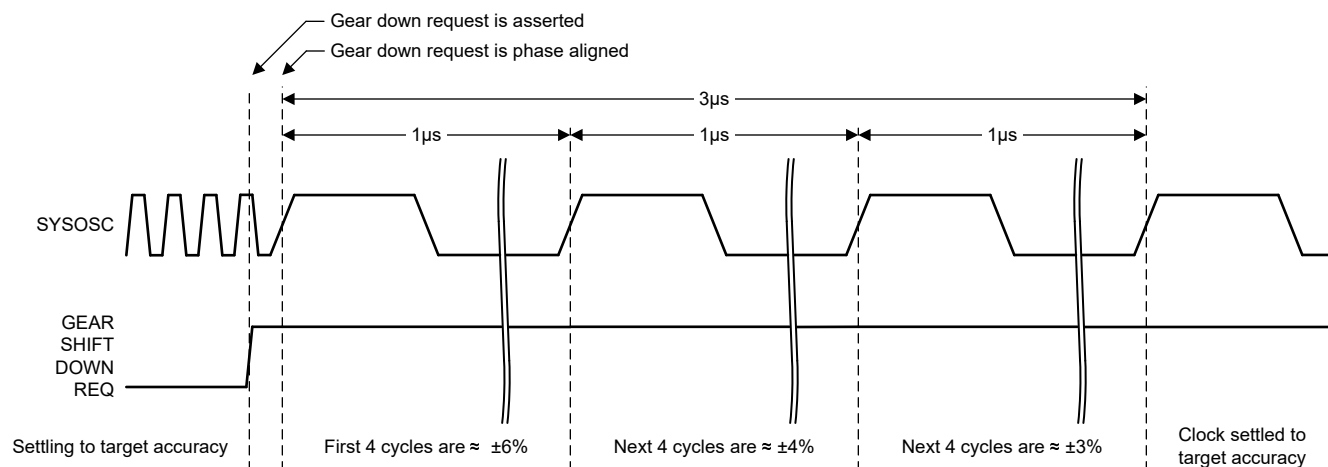 Gear down request is asserted
Gear down request is phase aligned
3µs
1µs
1µs
1µs
SYSOSC
GEAR
SHIFT
DOWN
REQ
Settling to target accuracy
First 4 cycles are ≈ ±6%
Next 4 cycles are ≈ ±4%
Next 4 cycles are ≈ ±3%
Clock settled to
target accuracy